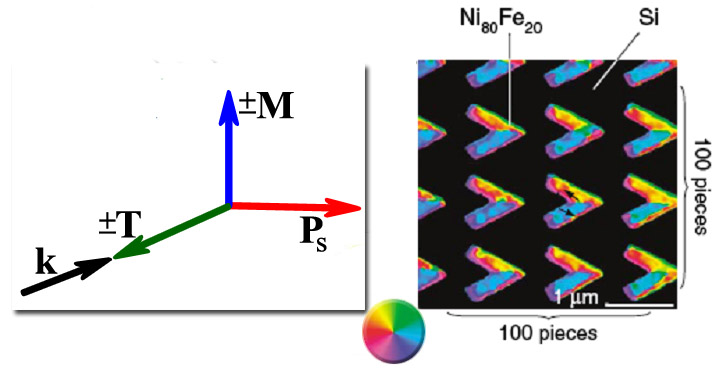 ±M
±T
k
Pₛ
Ni₈₀Fe₂₀
Si
100 pieces
1 μm
100 pieces